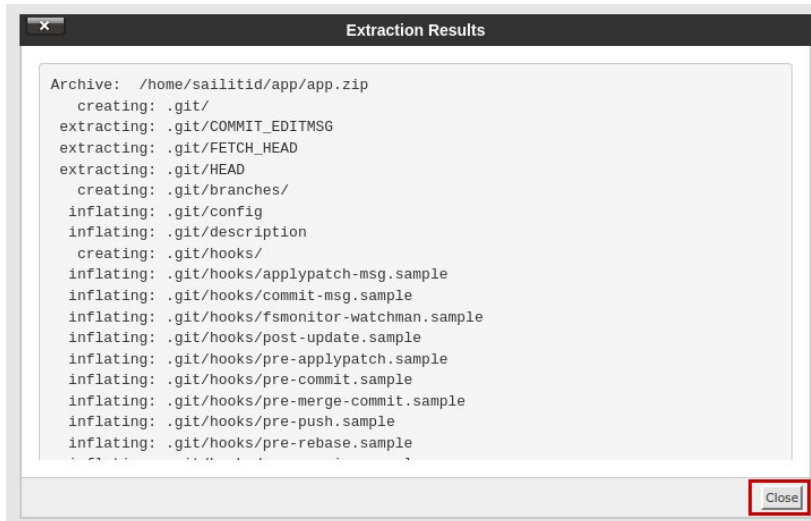 Extraction Results
Archive:  /home/sailitid/app/app.zip
creating: .git/
extracting: .git/COMMIT_EDITMSG
extracting: .git/FETCH_HEAD
extracting: .git/HEAD
creating: .git/branches/
inflating: .git/config
inflating: .git/description
creating: .git/hooks/
inflating: .git/hooks/applypatch-msg.sample
inflating: .git/hooks/commit-msg.sample
inflating: .git/hooks/fsmonitor-watchman.sample
inflating: .git/hooks/post-update.sample
inflating: .git/hooks/pre-applypatch.sample
inflating: .git/hooks/pre-commit.sample
inflating: .git/hooks/pre-merge-commit.sample
inflating: .git/hooks/pre-push.sample
inflating: .git/hooks/pre-rebase.sample
Close